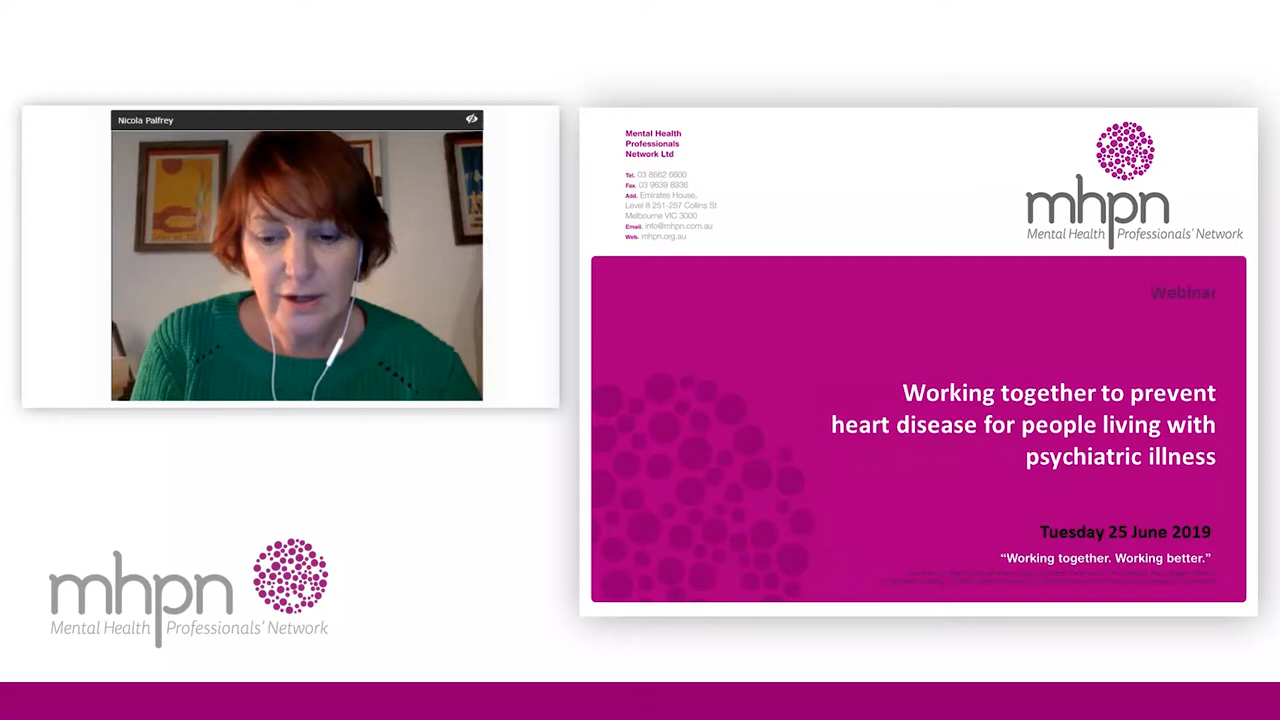 Nicola Palfrey
Mental Health
Professionals
Network Ltd
Tel. 03 8662 6600
Fax. 03 9639 8936
Add. Emirates House,
Level 8 251-257 Collins St
Melbourne VIC 3000
Email. info@mhpn.com.au
Web. mhpn.org.au
mhpn
Mental Health Professionals' Network
Webinar
Working together to prevent
heart disease for people living with
psychiatric illness
Tuesday 25 June 2019
“Working together. Working better.”
mhpn
Mental Health Professionals' Network